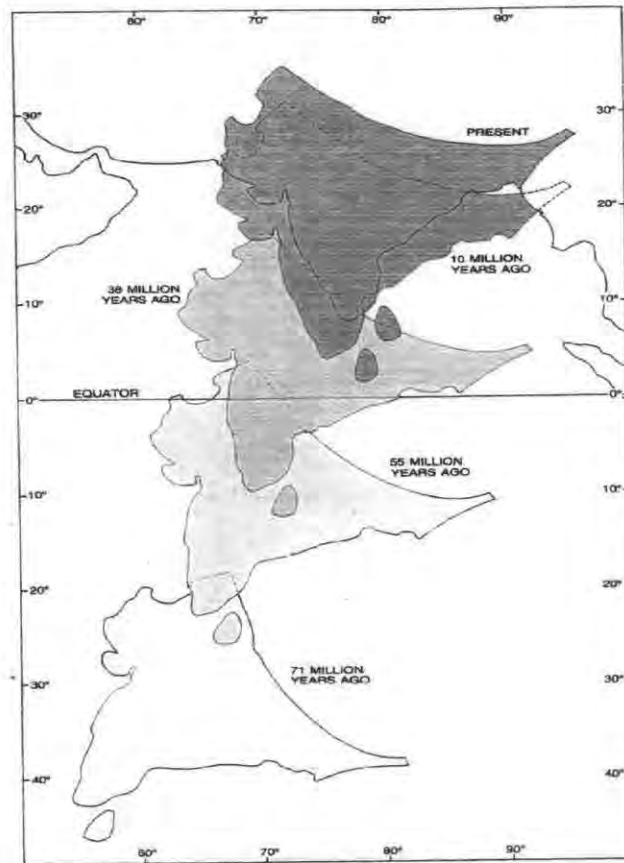 60° 70° 80° 90°
30° 30°
PRESENT
20° 20°
10 MILLION
YEARS AGO
38 MILLION
YEARS AGO
10° 10°
EQUATOR
0° 0°
55 MILLION
YEARS AGO
10° 10°
20° 20°
71 MILLION
YEARS AGO
30° 30°
40° 40°
60° 70° 80° 90°